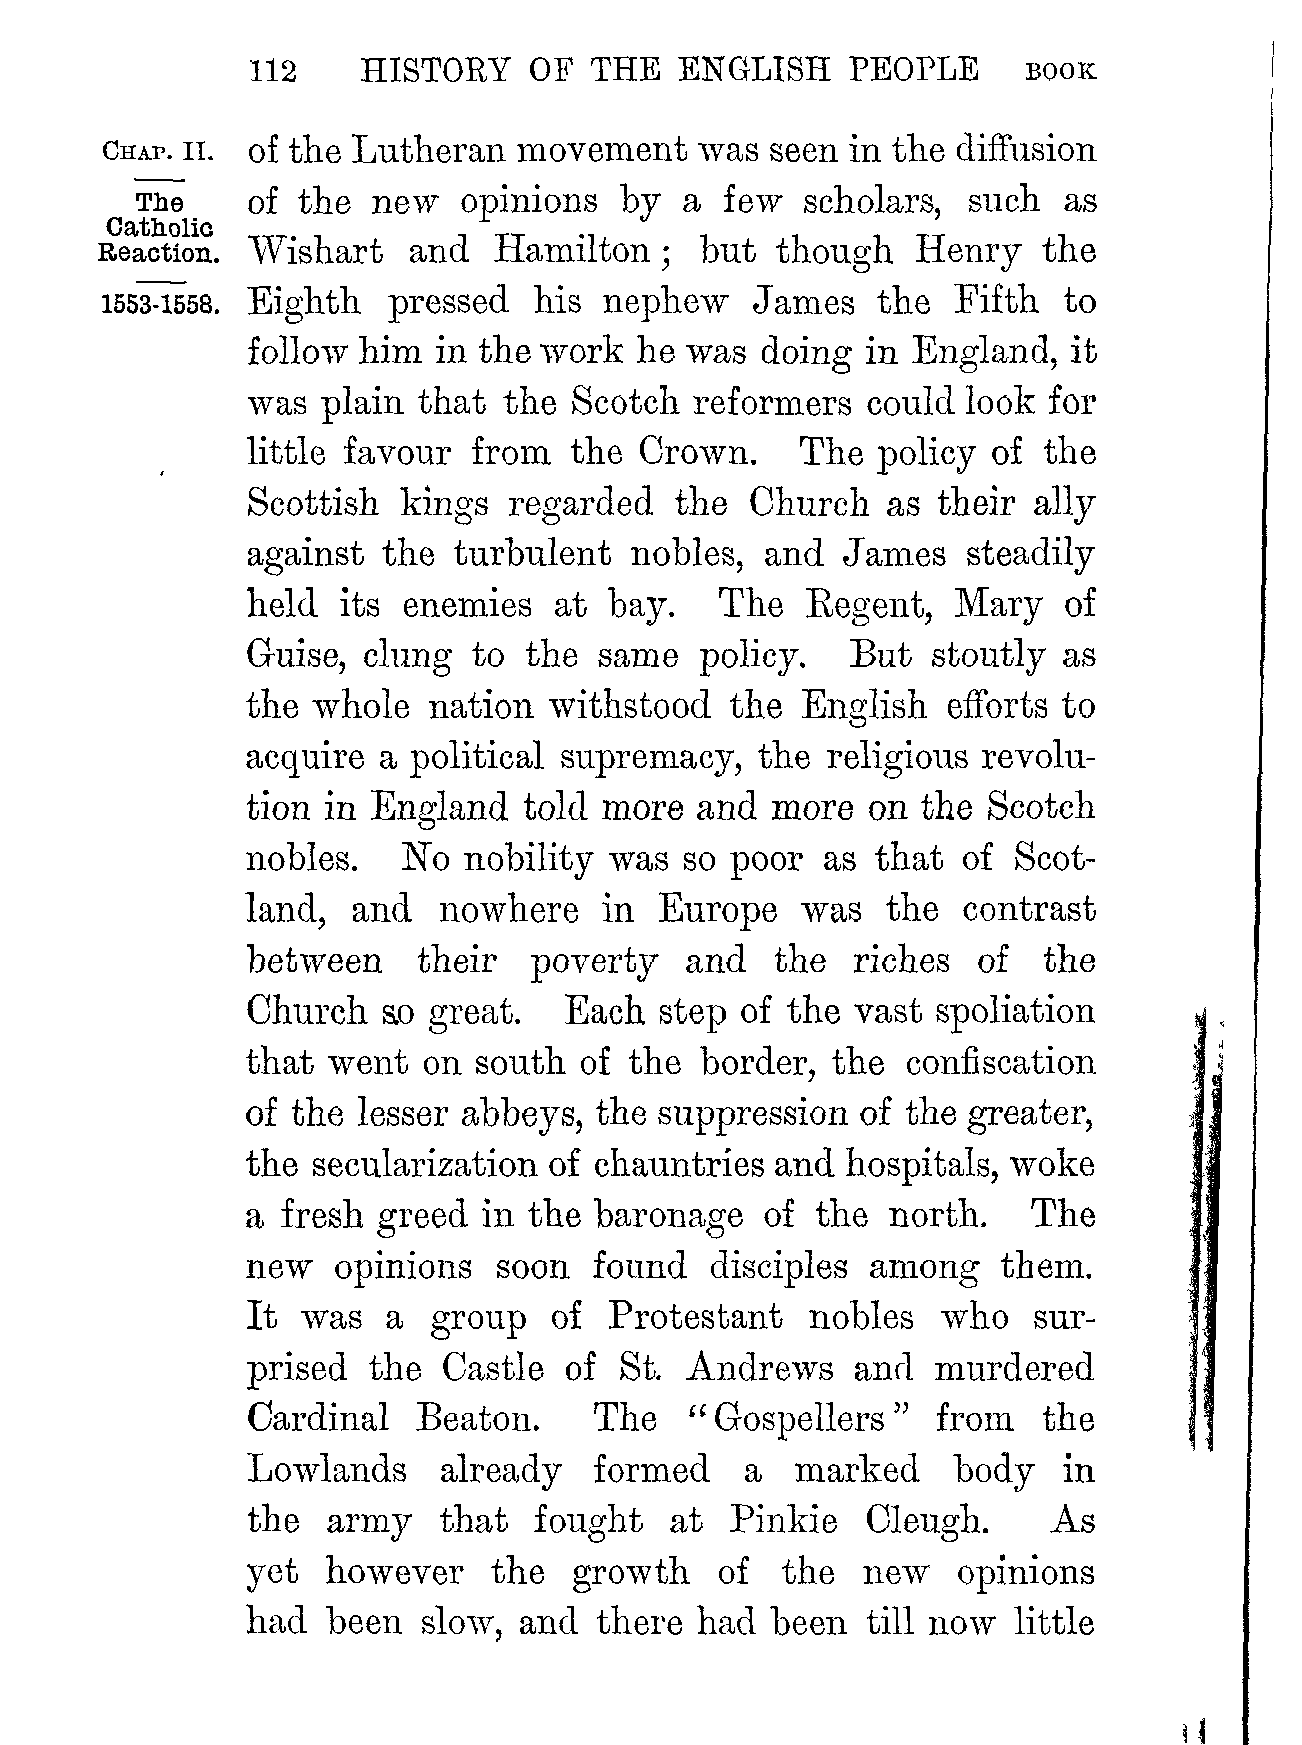 112 HISTORY OF THE ENGLISH PEOPLE BOOK
CHAP. II.
The
Catholic
Reaction.
1553-1558.
of the Lutheran movement was seen in the diffusion
of the new opinions by a few scholars, such as
Wishart and Hamilton; but though Henry the
Eighth pressed his nephew James the Fifth to
follow him in the work he was doing in England, it
was plain that the Scotch reformers could look for
little favour from the Crown. The policy of the
Scottish kings regarded the Church as their ally
against the turbulent nobles, and James steadily
held its enemies at bay. The Regent, Mary of
Guise, clung to the same policy. But stoutly as
the whole nation withstood the English efforts to
acquire a political supremacy, the religious revolu-
tion in England told more and more on the Scotch
nobles. No nobility was so poor as that of Scot-
land, and nowhere in Europe was the contrast
between their poverty and the riches of the
Church so great. Each step of the vast spoliation
that went on south of the border, the confiscation
of the lesser abbeys, the suppression of the greater,
the secularization of chauntries and hospitals, woke
a fresh greed in the baronage of the north. The
new opinions soon found disciples among them.
It was a group of Protestant nobles who sur-
prised the Castle of St. Andrews and murdered
Cardinal Beaton. The "Gospellers" from the
Lowlands already formed a marked body in
the army that fought at Pinkie Cleugh. As
yet however the growth of the new opinions
had been slow, and there had been till now little